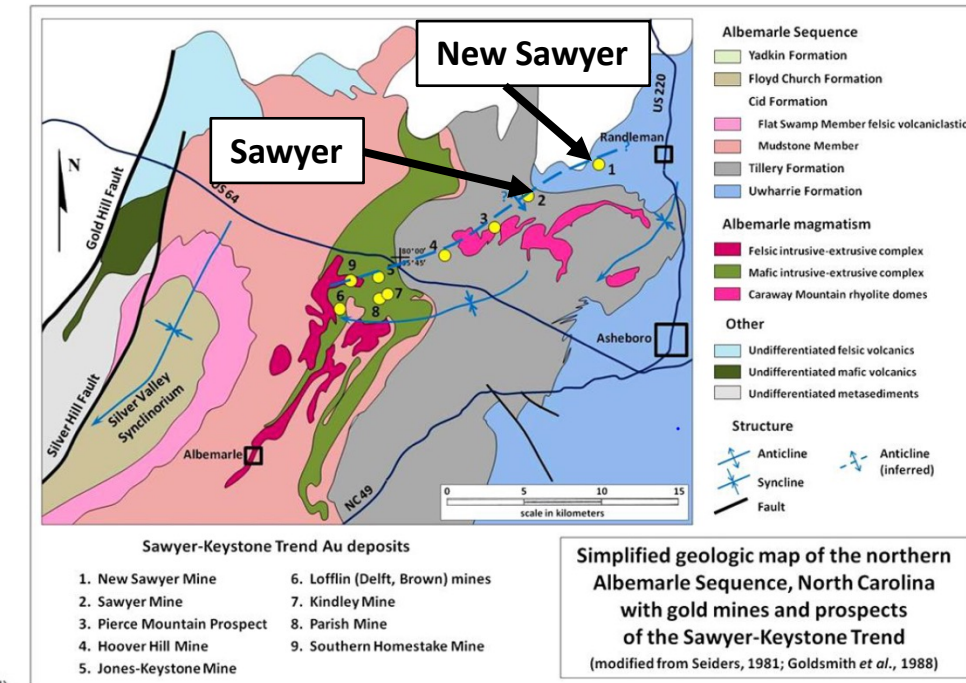 New Sawyer
Sawyer
N
Gold Hill Fault
US 64
US 220
Randleman
?
1
2
?
3
4
80°00'
35°45'
9
5
6
7
8
Silver Hill Fault
Silver Valley
Synclinorium
Asheboro
Albemarle
NC 49
0 5 10 15
scale in kilometers
Albemarle Sequence
Yadkin Formation
Floyd Church Formation
Cid Formation
Flat Swamp Member felsic volcaniclastic
Mudstone Member
Tillery Formation
Uwharrie Formation
Albemarle magmatism
Felsic intrusive-extrusive complex
Mafic intrusive-extrusive complex
Caraway Mountain rhyolite domes
Other
Undifferentiated felsic volcanics
Undifferentiated mafic volcanics
Undifferentiated metasediments
Structure
Anticline
Syncline
Fault
Anticline
(inferred)
Sawyer-Keystone Trend Au deposits
1. New Sawyer Mine
2. Sawyer Mine
3. Pierce Mountain Prospect
4. Hoover Hill Mine
5. Jones-Keystone Mine
6. Lofflin (Delft, Brown) mines
7. Kindley Mine
8. Parish Mine
9. Southern Homestake Mine
Simplified geologic map of the northern
Albemarle Sequence, North Carolina
with gold mines and prospects
of the Sawyer-Keystone Trend
(modified from Seiders, 1981; Goldsmith et al., 1988)